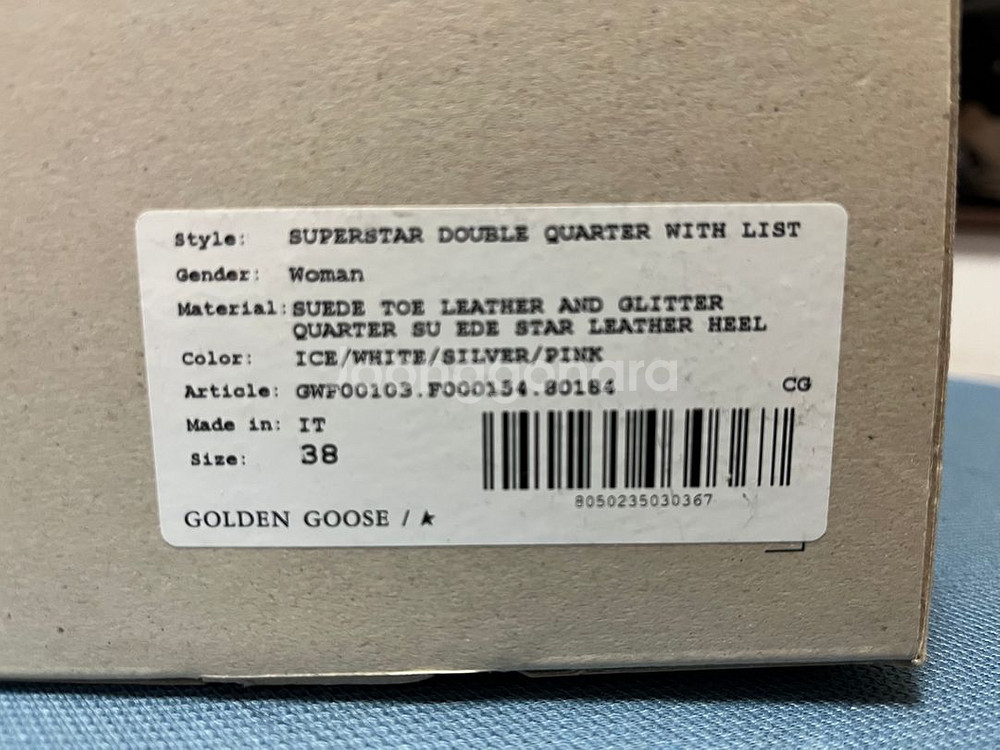 Style: SUPERSTAR DOUBLE QUARTER WITH LIST
Gender: Woman
Material: SUEDE TOE LEATHER AND GLITTER
QUARTER SU EDE STAR LEATHER HEEL
Color: ICE/WHITE/SILVER/PINK
joonggonara
Article: GWF00103.F000154.80184 CG
Made in: IT
Size: 38
8050235030367
GOLDEN GOOSE /